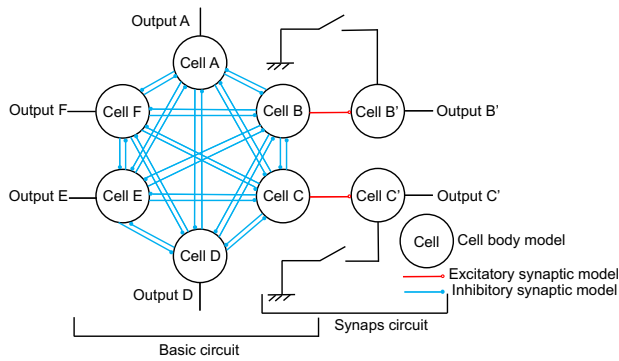 Output A
Cell A
Output F
Cell F
Cell B
Cell B’
Output B’
Output E
Cell E
Cell C
Cell C’
Output C’
Cell D
Output D
Cell
Cell body model
Excitatory synaptic model
Inhibitory synaptic model
Synaps circuit
Basic circuit